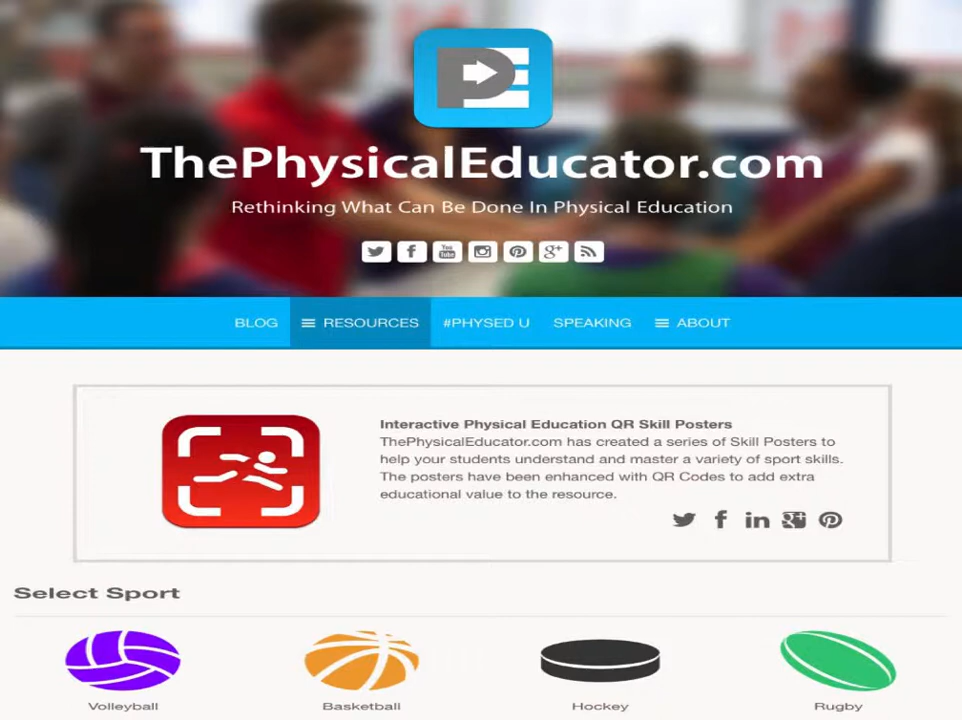 PE
ThePhysicalEducator.com
Rethinking What Can Be Done In Physical Education
You
Tube
g+
BLOG
RESOURCES
#PHYSED U
SPEAKING
ABOUT
Interactive Physical Education QR Skill Posters
ThePhysicalEducator.com has created a series of Skill Posters to
help your students understand and master a variety of sport skills.
The posters have been enhanced with QR Codes to add extra
educational value to the resource.
Select Sport
Volleyball
Basketball
Hockey
Rugby